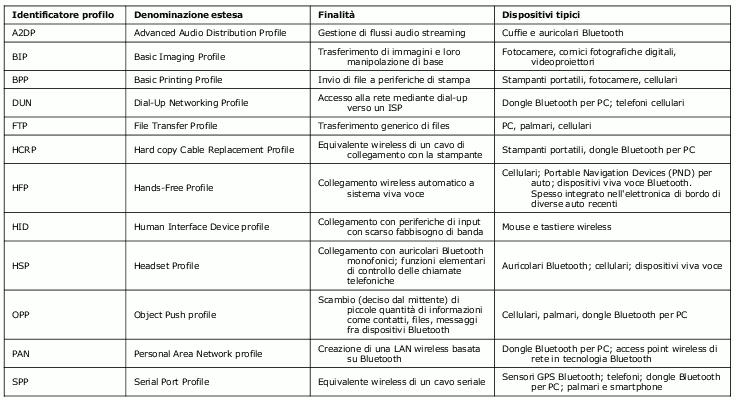 Identificatore profilo Denominazione estesa Finalità Dispositivi tipici
A2DP Advanced Audio Distribution Profile Gestione di flussi audio streaming Cuffie e auricolari Bluetooth
BIP Basic Imaging Profile
Trasferimento di immagini e loro
manipolazione di base
Fotocamere, cornici fotografiche digitali,
videoproiettori
BPP Basic Printing Profile Invio di file a periferiche di stampa Stampanti portatili, fotocamere, cellulari
DUN Dial-Up Networking Profile
Accesso alla rete mediante dial-up
verso un ISP
Dongle Bluetooth per PC; telefoni cellulari
FTP File Transfer Profile Trasferimento generico di files PC, palmari, cellulari
HCRP Hard copy Cable Replacement Profile
Equivalente wireless di un cavo di
collegamento con la stampante
Stampanti portatili, dongle Bluetooth per PC
HFP Hands-Free Profile
Collegamento wireless automatico a
sistema viva voce
Cellulari; Portable Navigation Devices (PND) per
auto; dispositivi viva voce Bluetooth.
Spesso integrato nell'elettronica di bordo di
diverse auto recenti
HID Human Interface Device profile
Collegamento con periferiche di input
con scarso fabbisogno di banda
Mouse e tastiere wireless
HSP Headset Profile
Collegamento con auricolari Bluetooth
monofonici; funzioni elementari
di controllo delle chiamate
telefoniche
Auricolari Bluetooth; cellulari; dispositivi viva voce
OPP Object Push profile
Scambio (deciso dal mittente) di
piccole quantità di informazioni
come contatti, files, messaggi
fra dispositivi Bluetooth
Cellulari, palmari, dongle Bluetooth per PC
PAN Personal Area Network profile
Creazione di una LAN wireless basata
su Bluetooth
Dongle Bluetooth per PC; access point wireless di
rete in tecnologia Bluetooth
SPP Serial Port Profile Equivalente wireless di un cavo seriale
Sensori GPS Bluetooth; telefoni; dongle Bluetooth
per PC; palmari e smartphone